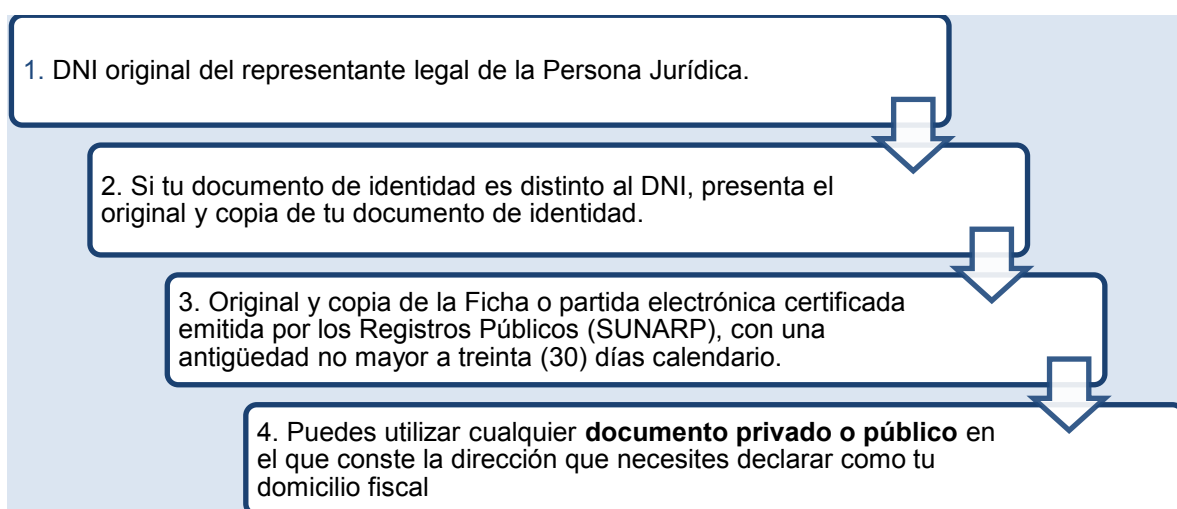 1. DNI original del representante legal de la Persona Jurídica.
2. Si tu documento de identidad es distinto al DNI, presenta el
original y copia de tu documento de identidad.
3. Original y copia de la Ficha o partida electrónica certificada
emitida por los Registros Públicos (SUNARP), con una
antigüedad no mayor a treinta (30) días calendario.
4. Puedes utilizar cualquier documento privado o público en
el que conste la dirección que necesites declarar como tu
domicilio fiscal